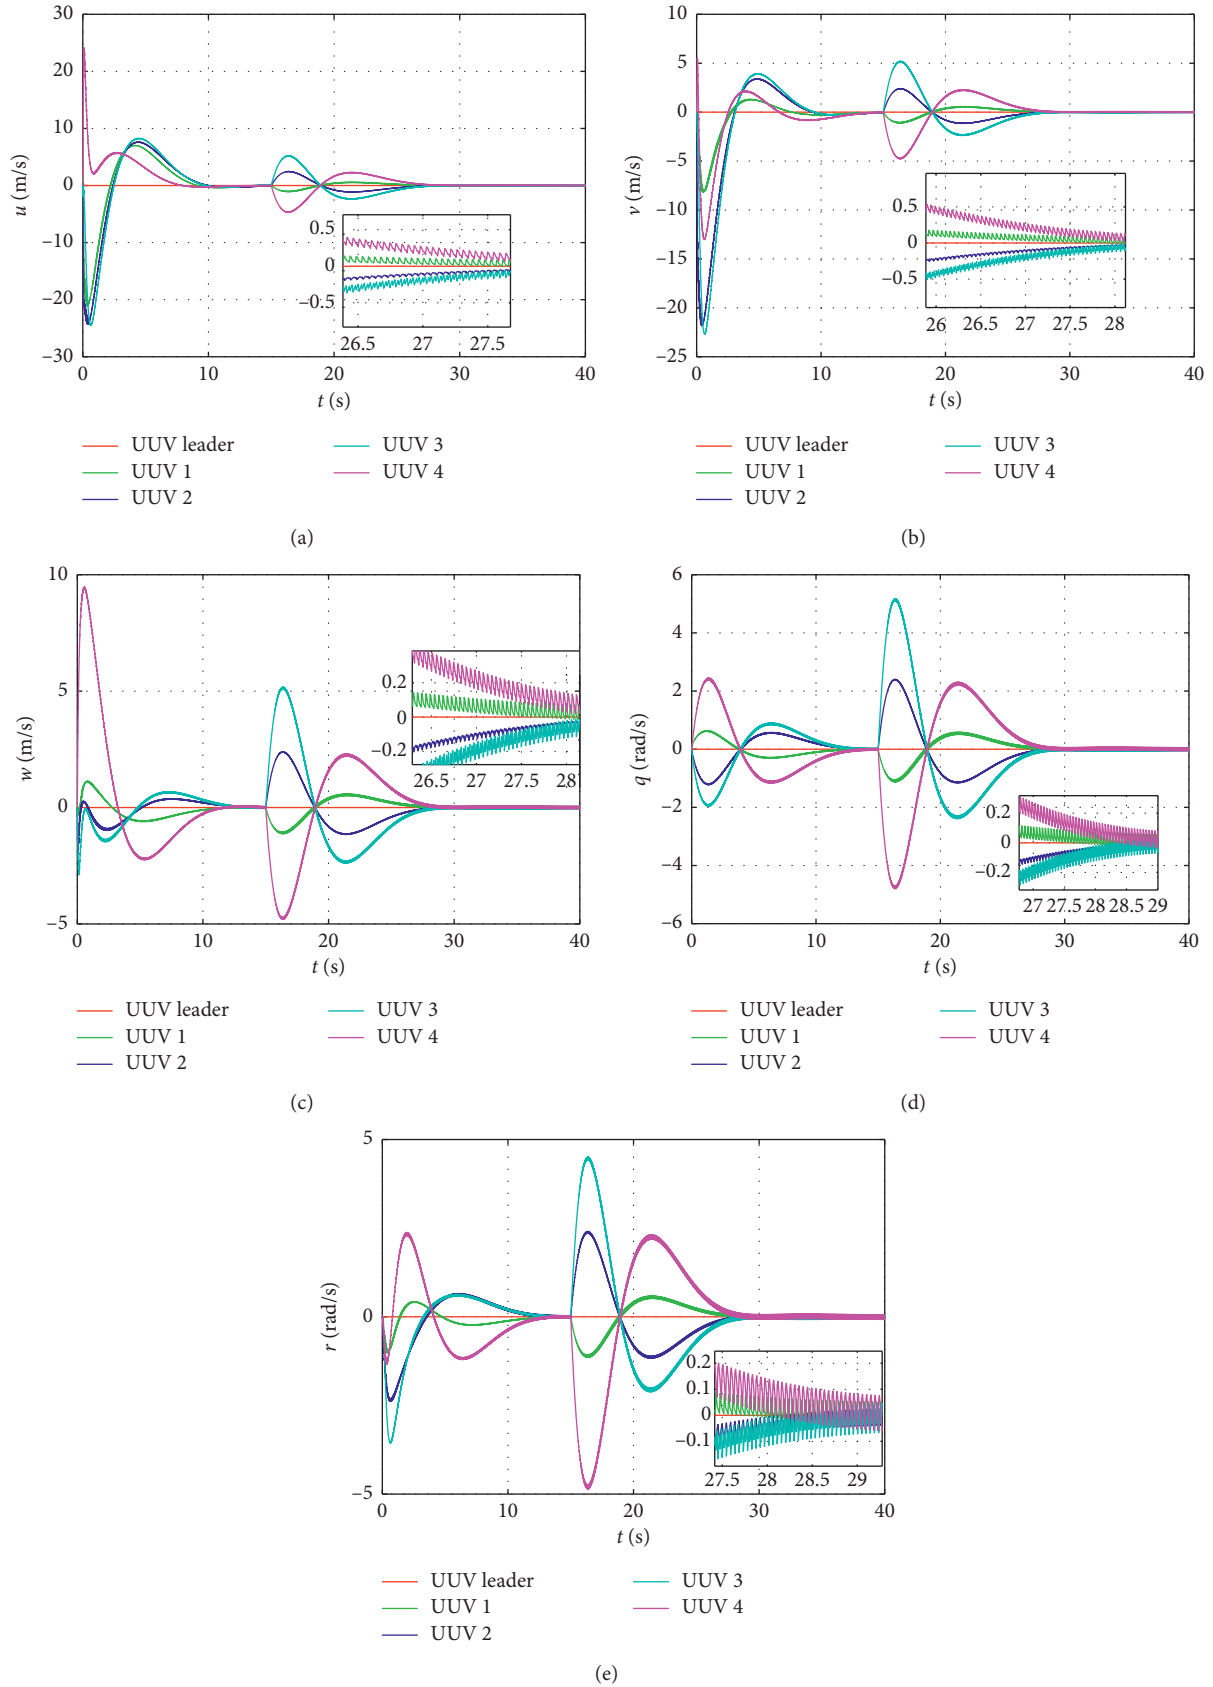 30
20
10
0
−10
−20
−30
u (m/s)
0.5
0
−0.5
26.5 27 27.5
0 10 20 30 40
t (s)
UUV leader
UUV 1
UUV 2
UUV 3
UUV 4
(a)
10
5
0
−5
−10
−15
−20
−25
v (m/s)
0.5
0
−0.5
26 26.5 27 27.5 28
0 10 20 30 40
t (s)
UUV leader
UUV 1
UUV 2
UUV 3
UUV 4
(b)
10
5
0
−5
w (m/s)
0.2
0
−0.2
26.5 27 27.5 28
0 10 20 30 40
t (s)
UUV leader
UUV 1
UUV 2
UUV 3
UUV 4
(c)
6
4
2
0
−2
−4
−6
q (rad/s)
0.2
0
−0.2
27 27.5 28 28.5 29
0 10 20 30 40
t (s)
UUV leader
UUV 1
UUV 2
UUV 3
UUV 4
(d)
5
0
−5
r (rad/s)
0.2
0.1
0
−0.1
27.5 28 28.5 29
0 10 20 30 40
t (s)
UUV leader
UUV 1
UUV 2
UUV 3
UUV 4
(e)